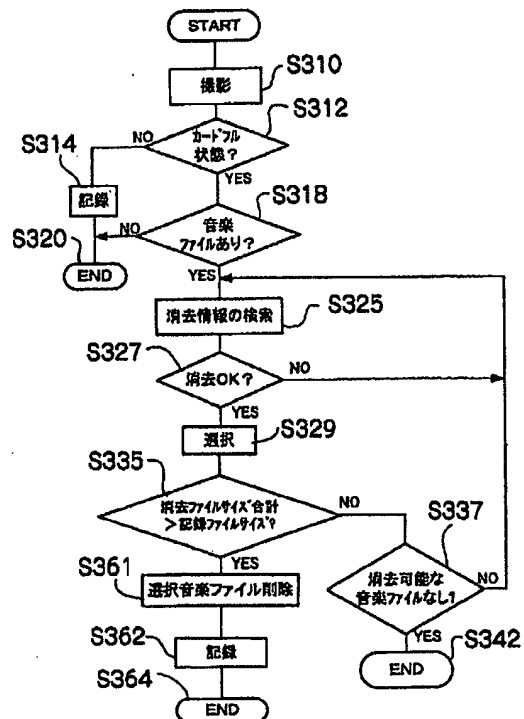 START
S310
撮影
S312
カードフル
状態?
NO
YES
S314
記録
S318
音楽
ファイルあり?
NO
YES
S320
END
S325
消去情報の検索
S327
消去OK?
NO
YES
S329
選択
S335
消去ファイルサイズ合計
>記録ファイルサイズ?
NO
YES
S337
消去可能な
音楽ファイルなし?
NO
YES
S361
選択音楽ファイル削除
S342
END
S362
記録
S364
END